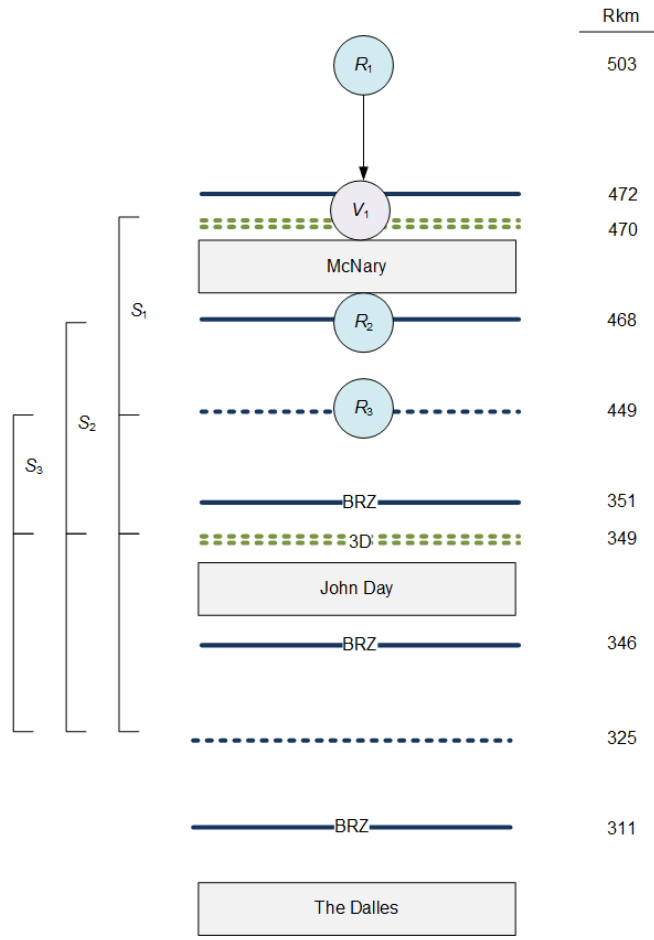 Rkm
R1
503
472
V1
470
McNary
S1
R2
468
S2
R3
449
S3
BRZ
351
3D
349
John Day
BRZ
346
325
BRZ
311
The Dalles